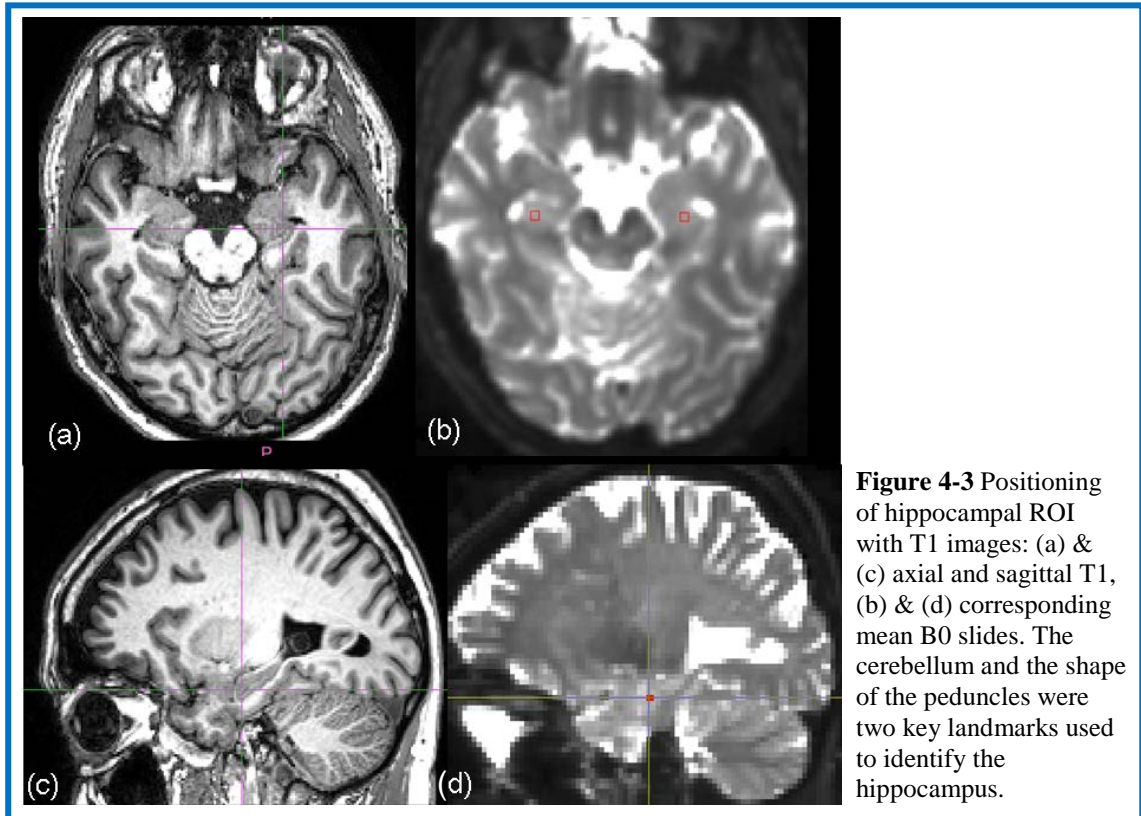 (a)
(b)
P
(c)
(d)
Figure 4-3 Positioning
of hippocampal ROI
with T1 images: (a) &
(c) axial and sagittal T1,
(b) & (d) corresponding
mean B0 slides. The
cerebellum and the shape
of the peduncles were
two key landmarks used
to identify the
hippocampus.